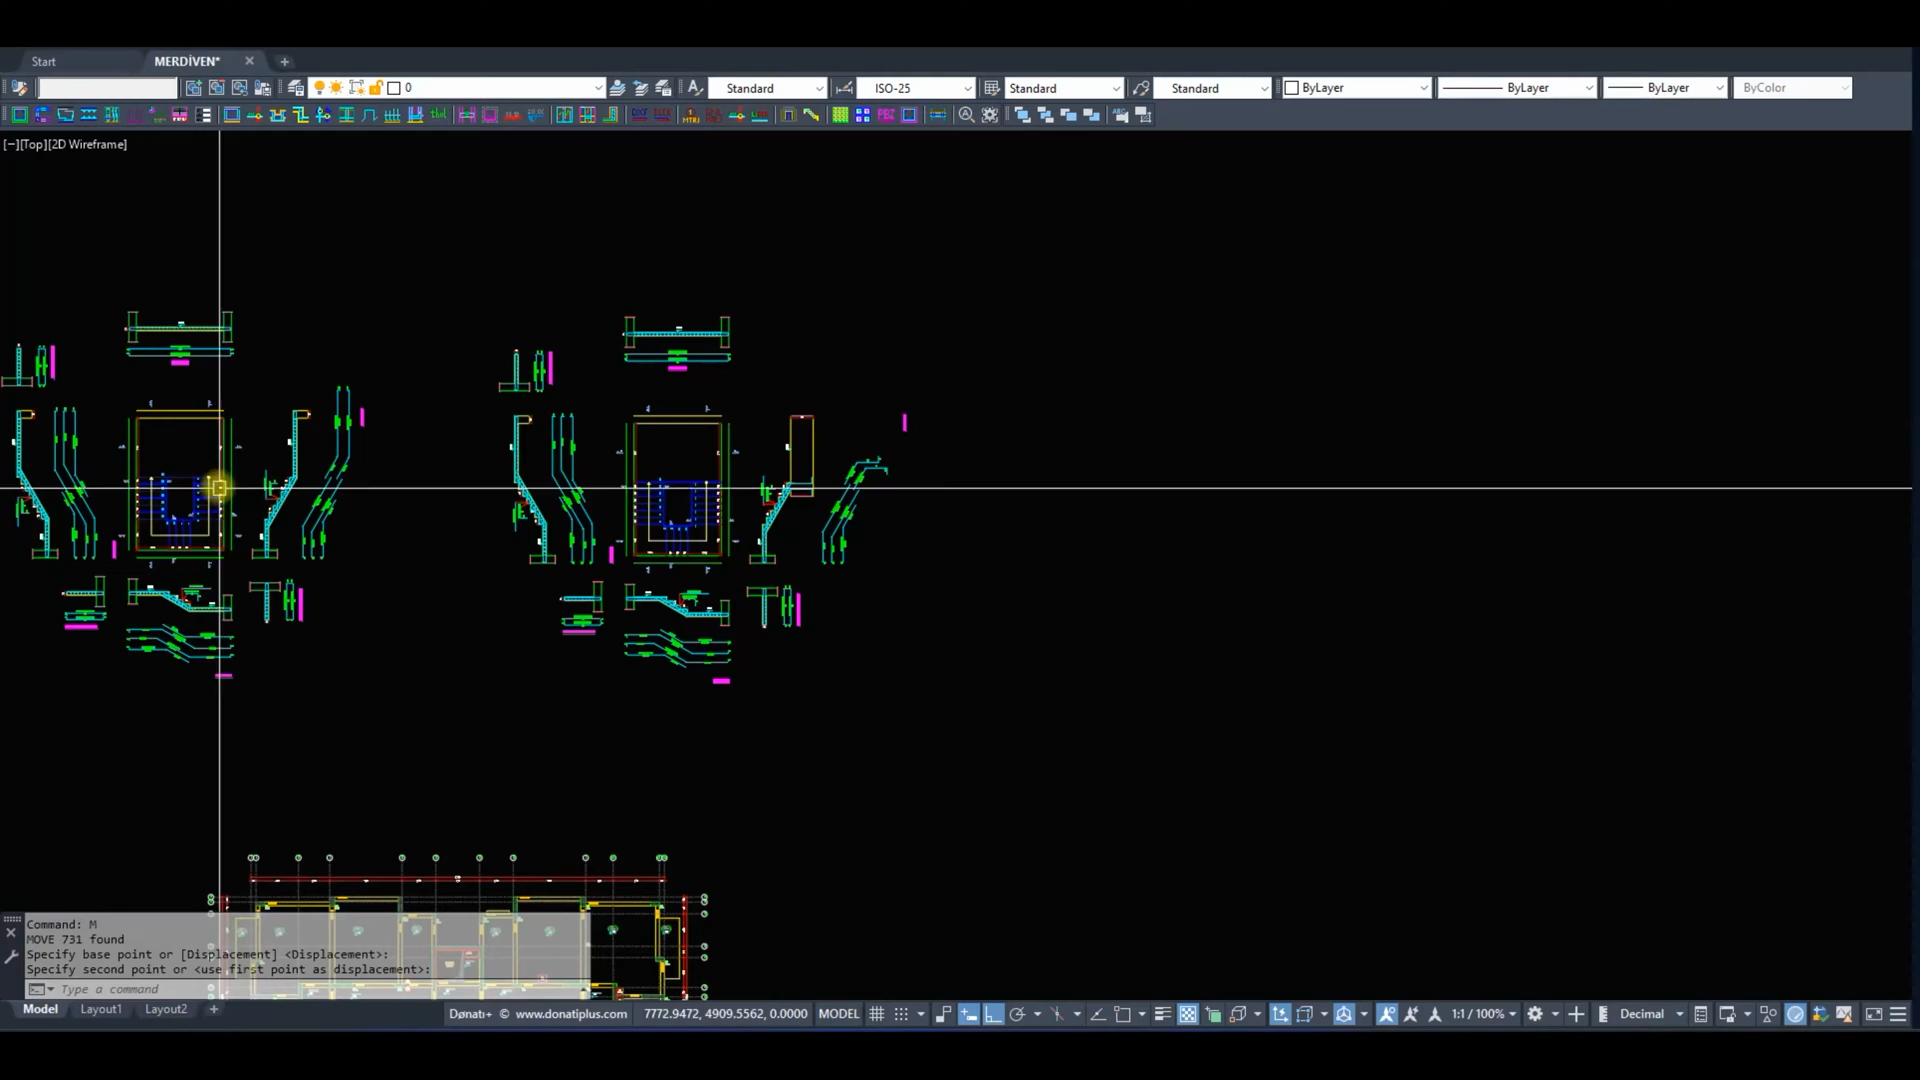 Start
MERDİVEN*
0
Standard
ISO-25
Standard
Standard
ByLayer
ByLayer
ByLayer
ByColor
[−][Top][2D Wireframe]
Command: M
MOVE 731 found
Specify base point or [Displacement] <Displacement>:
Specify second point or <use first point as displacement>:
Type a command
Model
Layout1
Layout2
Dønatı+ © www.donatiplus.com
7772.9472, 4909.5562, 0.0000
MODEL
1:1 / 100%
Decimal